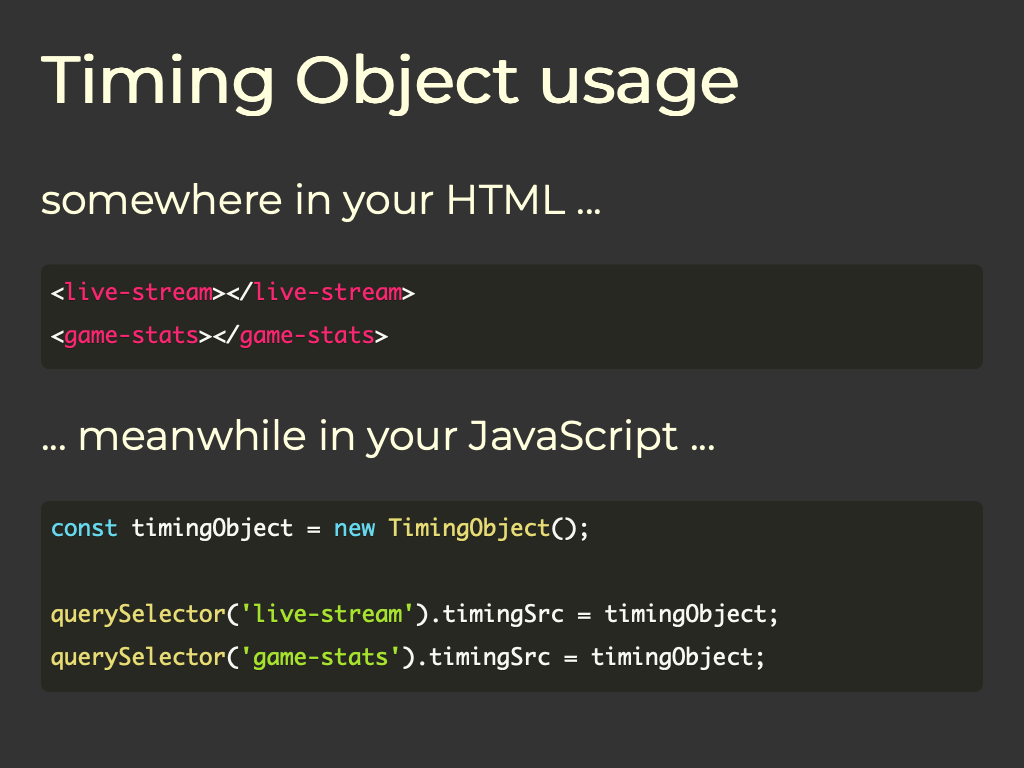 Timing Object usage
somewhere in your HTML ...
<live-stream></live-stream>
<game-stats></game-stats>
... meanwhile in your JavaScript ...
const timingObject = new TimingObject();
querySelector('live-stream').timingSrc = timingObject;
querySelector('game-stats').timingSrc = timingObject;